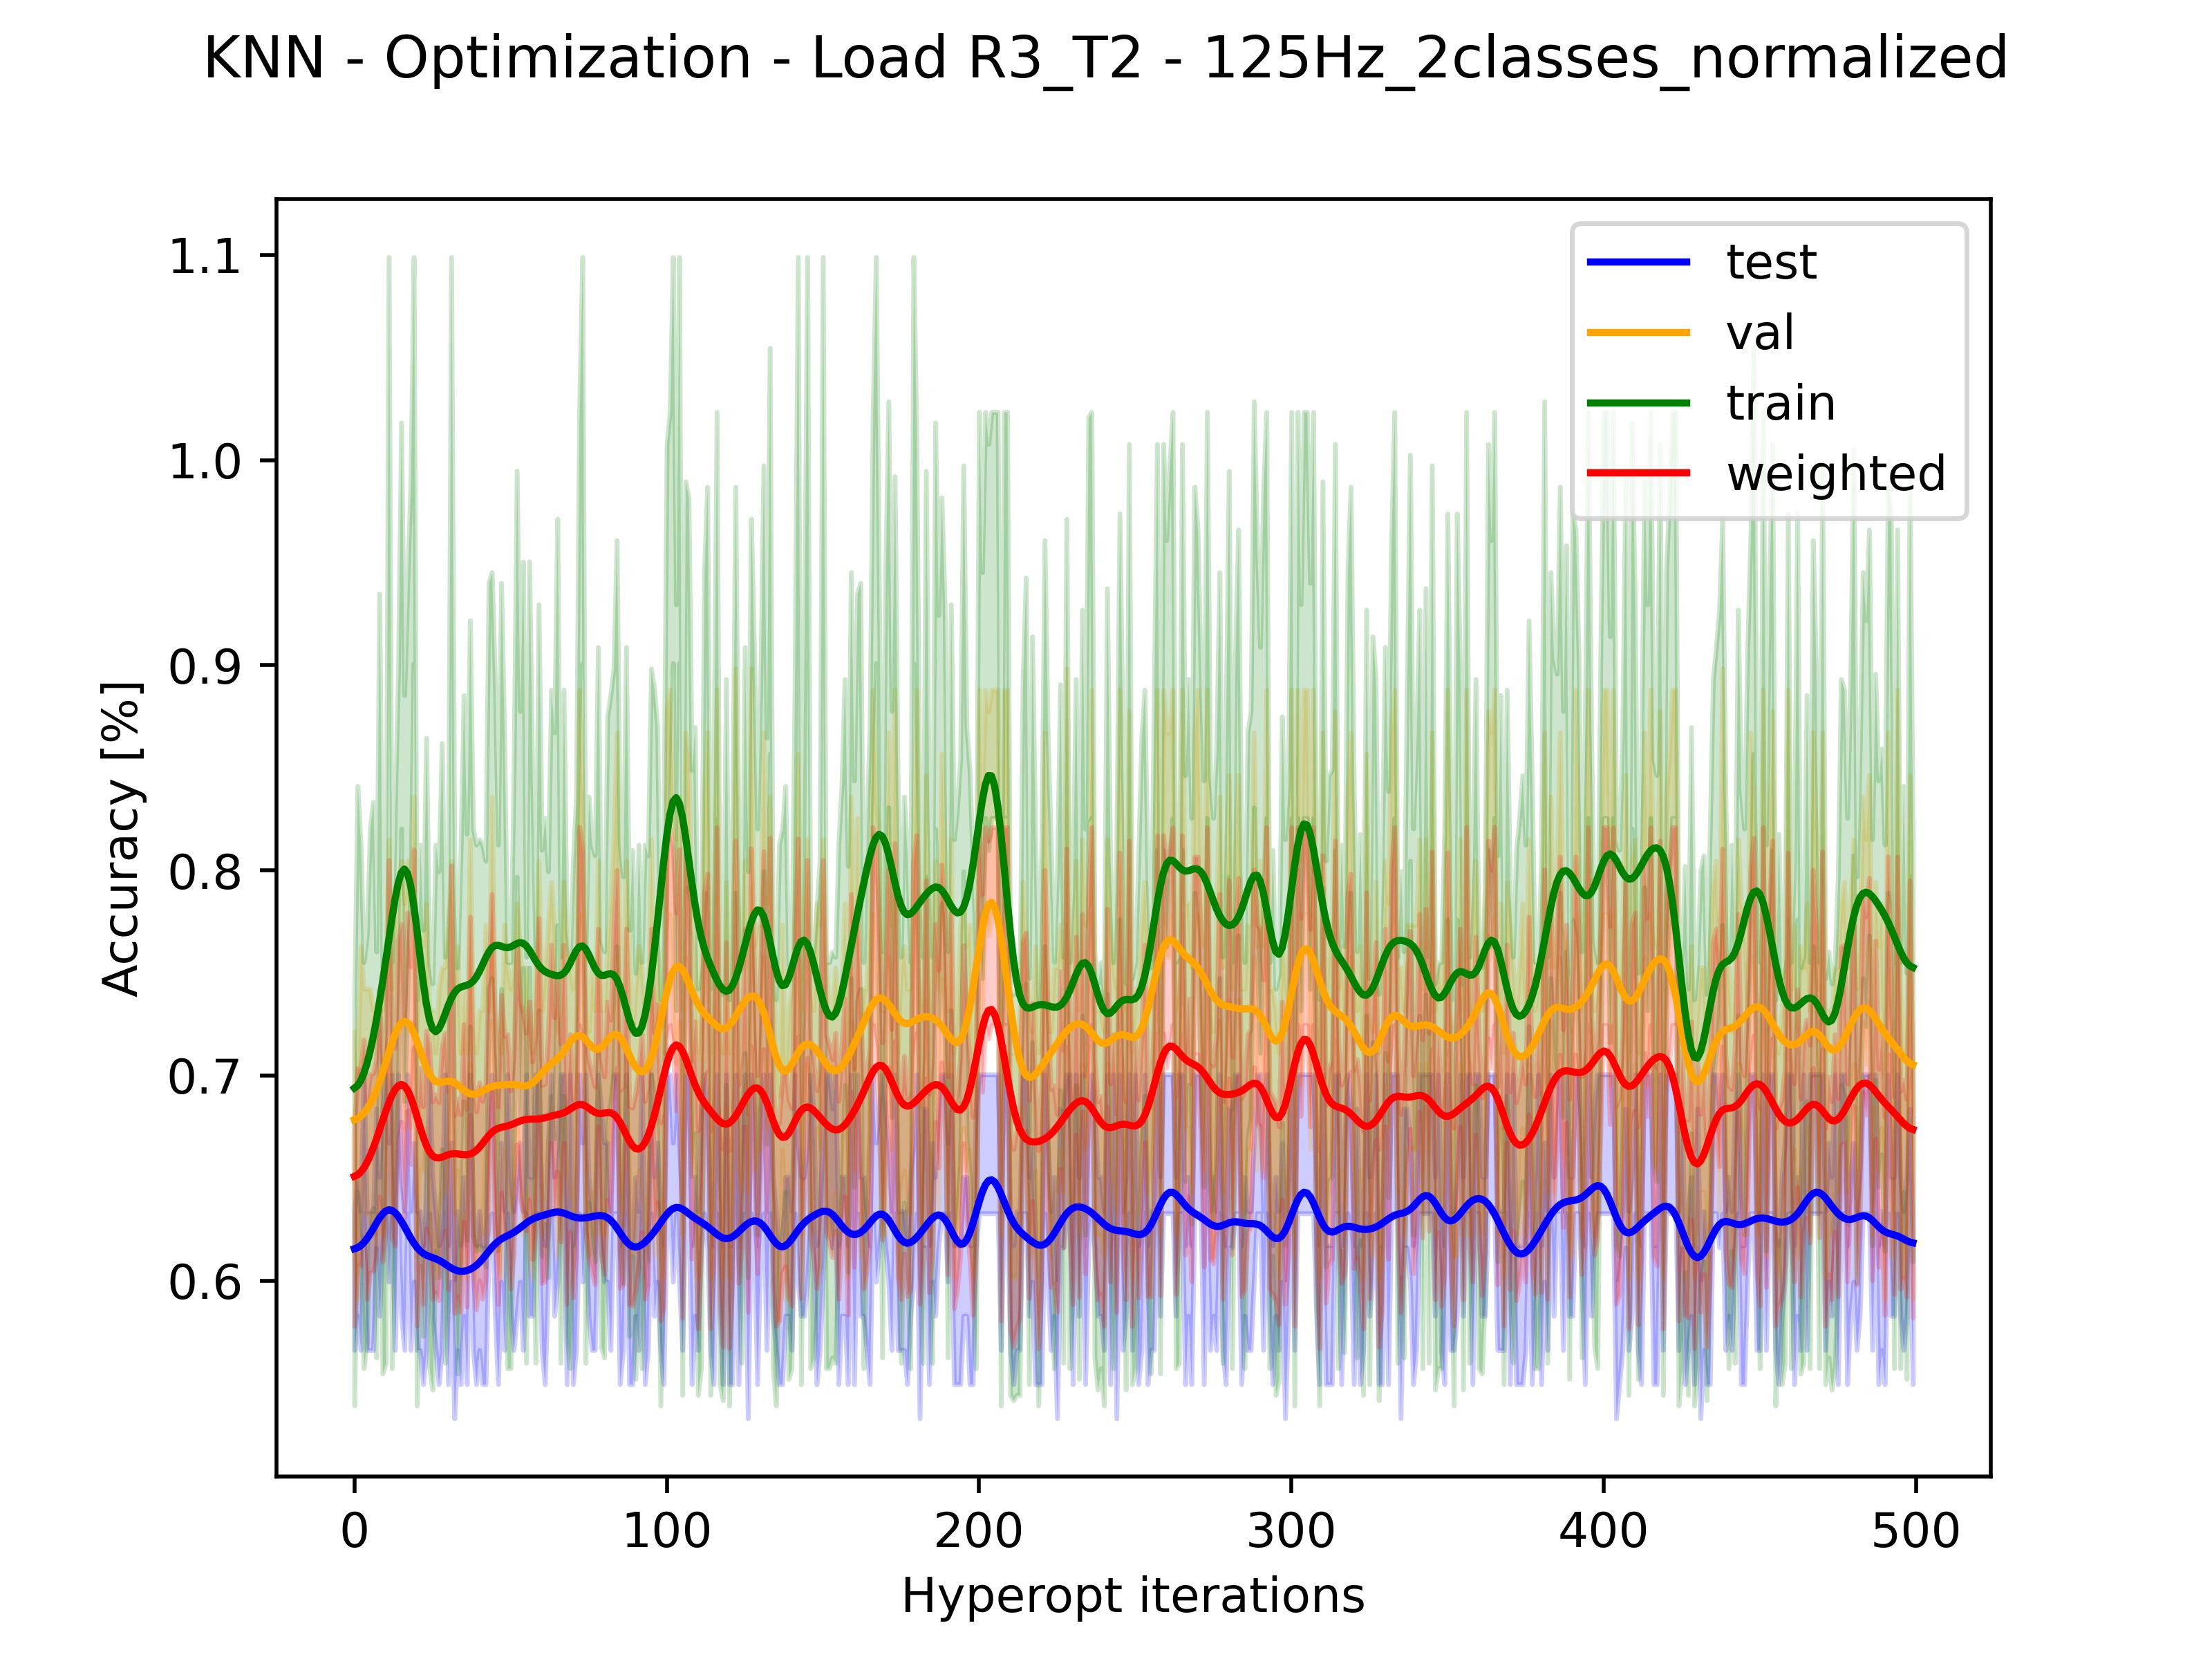 KNN - Optimization - Load R3_T2 - 125Hz_2classes_normalized
1.1
1.0
0.9
0.8
0.7
0.6
Accuracy [%]
test
val
train
weighted
0 100 200 300 400 500
Hyperopt iterations